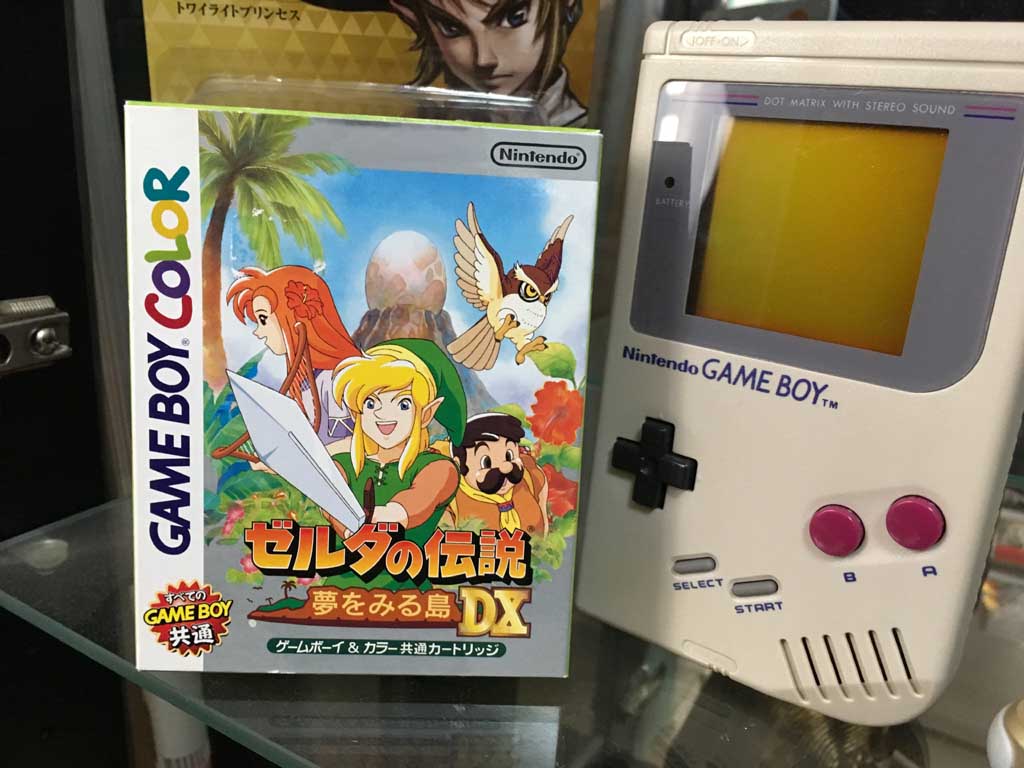 トワイライトプリンセス
Nintendo®
GAME BOY® COLOR
ゼルダの伝説®
夢をみる島 DX
ゲームボーイ & カラー共通カートリッジ
すべての
GAME BOY
共通
OFF•ON
DOT MATRIX WITH STEREO SOUND
BATTERY
Nintendo GAME BOY TM
B A
SELECT
START